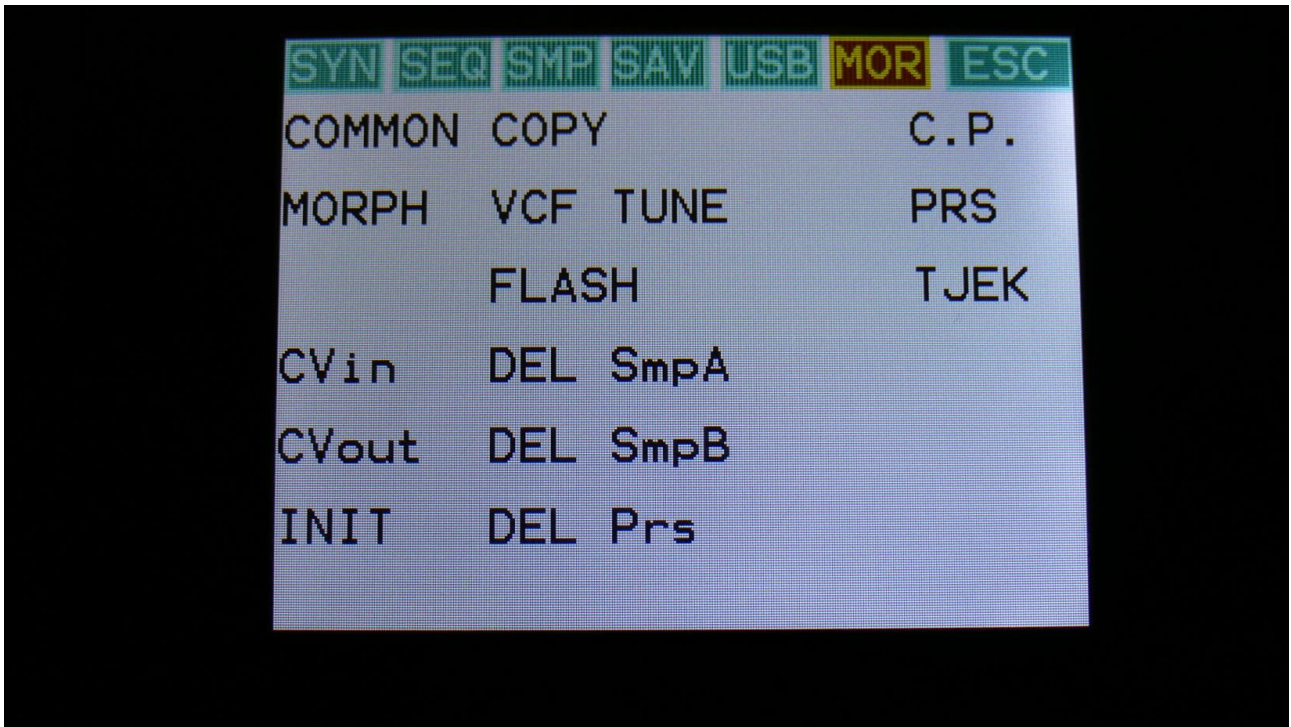 SYN SEQ SMP SAV USB MOR ESC
COMMON COPY C.P.
MORPH VCF TUNE PRS
FLASH TJEK
CVin DEL SmpA
CVout DEL SmpB
INIT DEL Prs